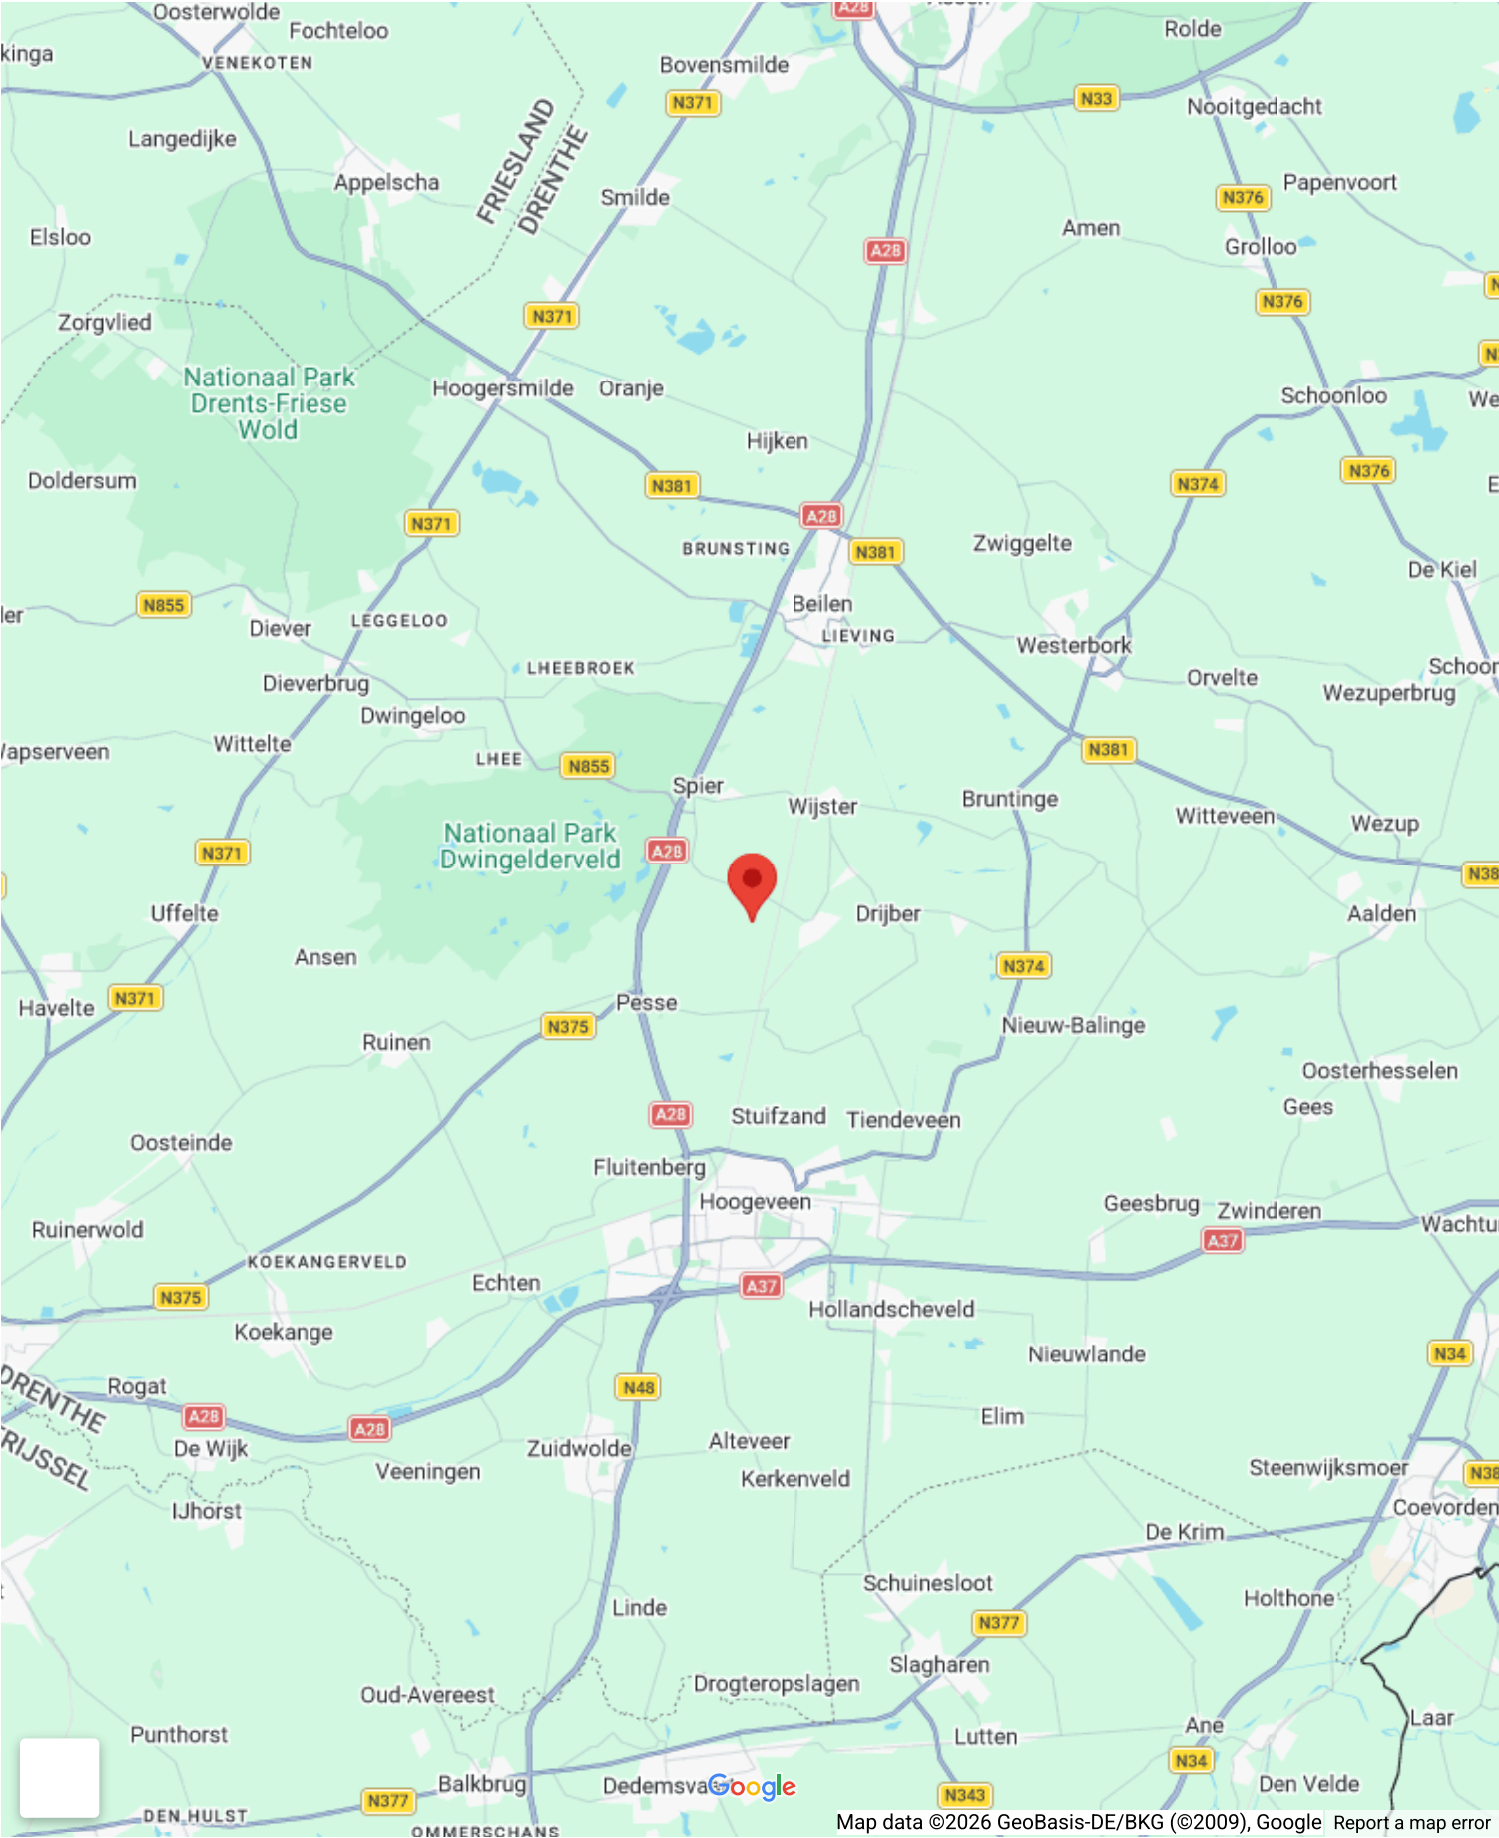 A28
Oosterwolde
Fochteloo
Rolde
VENEKOTEN
Bovensmilde
N371
N33
Nooitgedacht
Langedijke
FRIESLAND
DRENTHE
Appelscha
Smilde
Papenvoort
N376
Elsloo
Amen
Grolloo
A28
N376
N371
Zorgvlied
Nationaal Park
Drents-Friese
Wold
Hoogersmilde
Oranje
Schoonloo
Hijken
N376
Doldersum
N381
N374
A28
N371
BRUNSTING
N381
Zwiggelte
De Kiel
N855
Beilen
Diever
LEGGELOO
LIEVING
Westerbork
LHEEBROEK
Dieverbrug
Orvelte
Wezuperbrug
Dwingeloo
Wittelte
LHEE
N855
N381
Spier
Wijster
Bruntinge
Witteveen
Wezup
Nationaal Park
Dwingelderveld
A28
N371
Uffelte
Drijber
Aalden
Ansen
N374
N371
Havelte
Pesse
N375
Nieuw-Balinge
Ruinen
Oosterhesselen
Gees
A28
Stuifzand
Tiendeveen
Oosteinde
Fluitenberg
Hoogeveen
Geesbrug
Zwinderen
Ruinerwold
A37
KOEKANGERVELD
Echten
A37
N375
Hollandscheveld
Koekange
Nieuwlande
N34
Rogat
N48
DRENTHE
A28
A28
Elim
De Wijk
Zuidwolde
Alteveer
Veeningen
Kerkenveld
Steenwijksmoer
IJhorst
Coevorden
De Krim
Schuinesloot
Holthone
Linde
N377
Slagharen
Drogteropslagen
Oud-Avereest
Laar
Punthorst
Lutten
Ane
N34
Balkbrug
Google
Den Velde
N377
N343
DEN HULST
OMMERSCHANS
Map data ©2026 GeoBasis-DE/BKG (©2009), Google
Report a map error